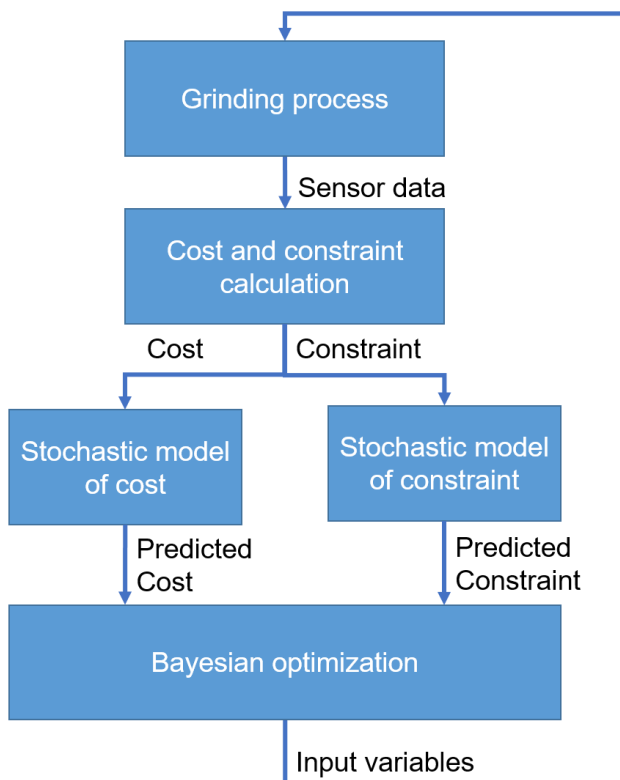 Grinding process
Sensor data
Cost and constraint
calculation
Cost
Constraint
Stochastic model
of cost
Stochastic model
of constraint
Predicted
Cost
Predicted
Constraint
Bayesian optimization
Input variables